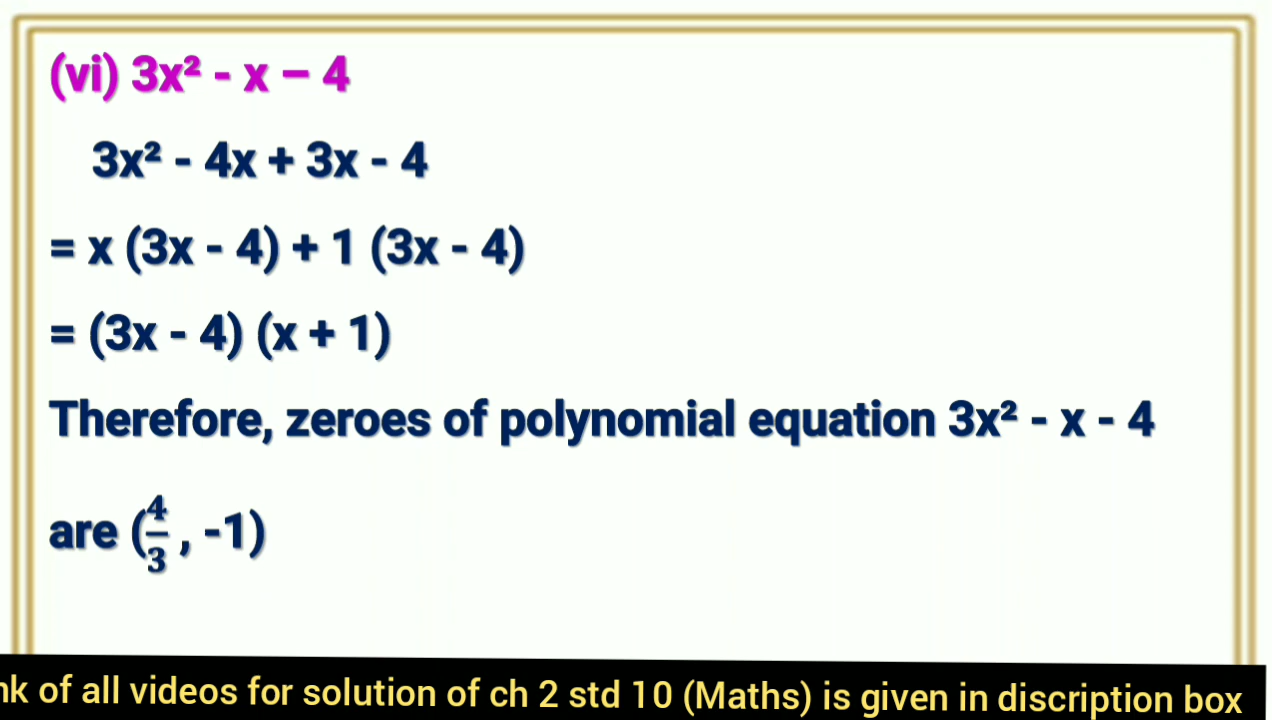 (vi) 3x² - x – 4
3x² - 4x + 3x - 4
= x (3x - 4) + 1 (3x - 4)
= (3x - 4) (x + 1)
Therefore, zeroes of polynomial equation 3x² - x - 4
are (4/3 , -1)
of all videos for solution of ch 2 std 10 (Maths) is given in discription box